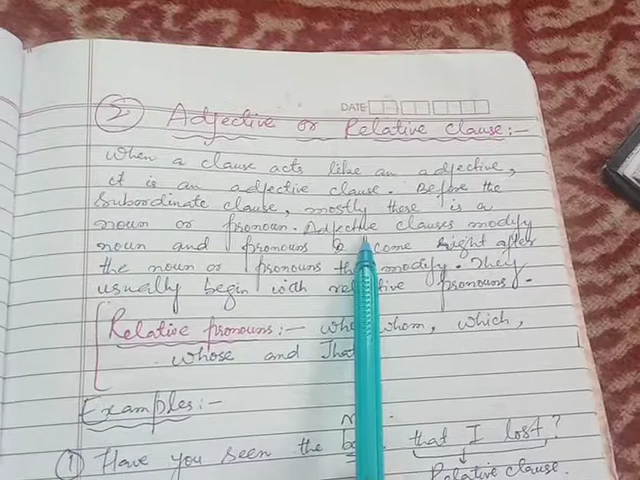 DATE
② Adjective or Relative clause:-
When a clause acts like an adjective,
it is an adjective clause. Before the
Subordinate clause, mostly there is a
noun or pronoun. Adjective clauses modify
noun and pronouns come right after
the noun or pronouns modify. They
usually begin with relative pronouns.
Relative pronouns:- who, whom, which,
whose and That
Examples:-
N
① Have you seen the that I lost?
Relative clause.